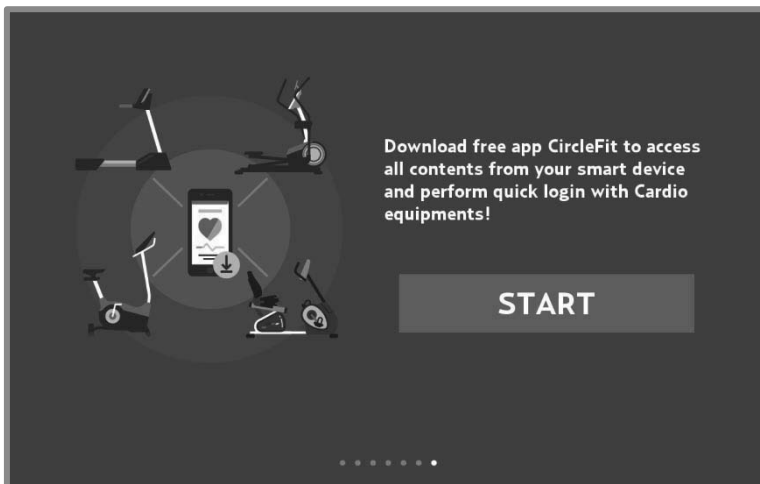 Download free app CircleFit to access
all contents from your smart device
and perform quick login with Cardio
equipments!
START